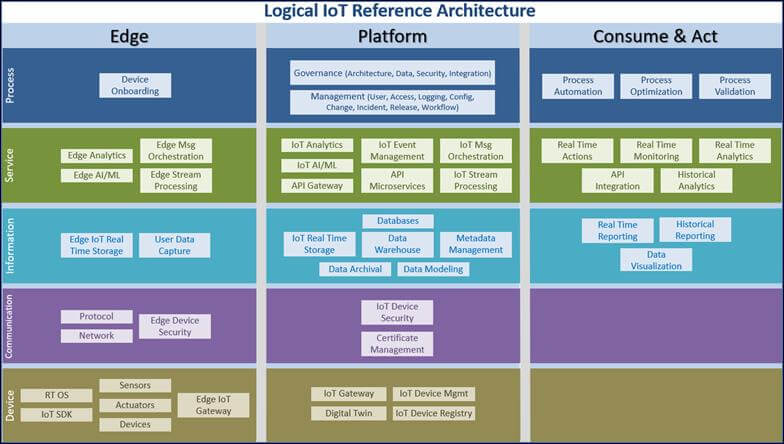 Logical IoT Reference Architecture
Edge
Platform
Consume & Act
Process
Device
Onboarding
Governance (Architecture, Data, Security, Integration)
Management (User, Access, Logging, Config,
Change, Incident, Release, Workflow)
Process
Automation
Process
Optimization
Process
Validation
Service
Edge Analytics
Edge AI/ML
Edge Msg
Orchestration
Edge Stream
Processing
IoT Analytics
IoT AI/ML
API Gateway
IoT Event
Management
API
Microservices
IoT Msg
Orchestration
IoT Stream
Processing
Real Time
Actions
Real Time
Monitoring
Real Time
Analytics
API
Integration
Historical
Analytics
Information
Edge IoT Real
Time Storage
User Data
Capture
Databases
IoT Real Time
Storage
Data
Warehouse
Metadata
Management
Data Archival
Data Modeling
Real Time
Reporting
Historical
Reporting
Data
Visualization
Communication
Protocol
Network
Edge Device
Security
IoT Device
Security
Certificate
Management
Device
RT OS
IoT SDK
Sensors
Actuators
Devices
Edge IoT
Gateway
IoT Gateway
IoT Device Mgmt
Digital Twin
IoT Device Registry